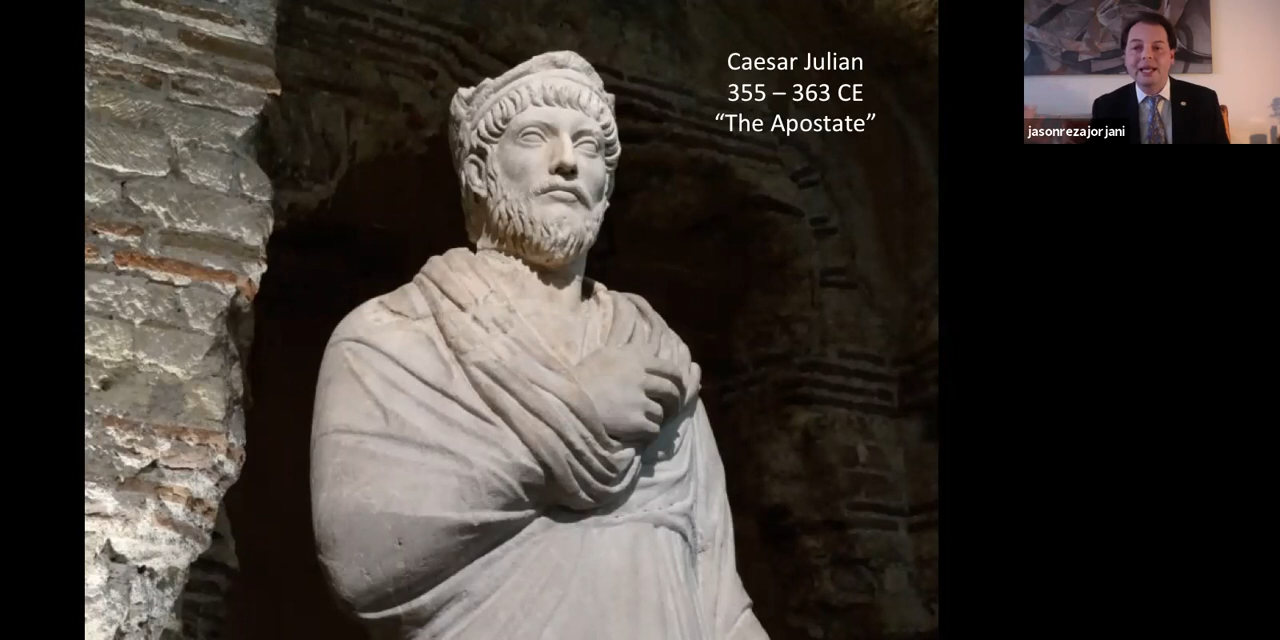 Caesar Julian
355 – 363 CE
“The Apostate”
jasonrezajorjani